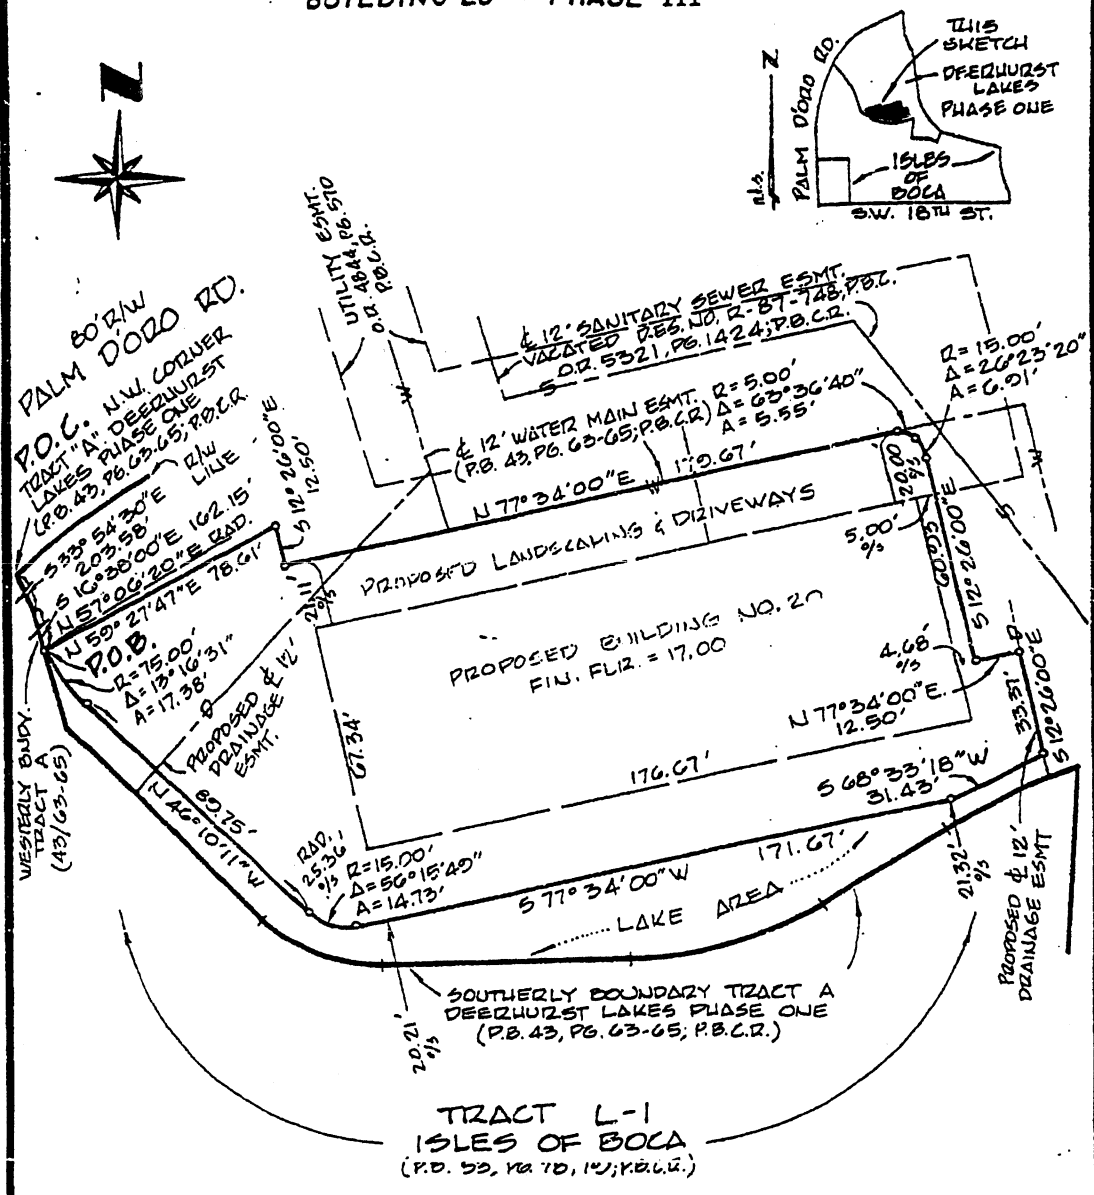 PHASE III
THIS
SKETCH
DEERHURST
LAKES
PHASE ONE
ISLES
OF
BOCA
S.W. 18TH ST.
PALM D'ORO RD.
N
n.t.s.
N
UTILITY ESMT.
O.R. 4844, PG. 570
P.B.C.R.
80' R/W
PALM D'ORO RD.
P.O.C. N.W. CORNER
TRACT "A" DEERHURST
LAKES PHASE ONE
(P.B. 43, PG. 63-65; P.B.C.R.
R/W
LINE
S 33° 54' 30" E
203.58'
S 16° 38' 00" E 162.15'
N 57° 06' 20" E RAD.
N 59° 27' 47" E 78.61'
P.O.B.
R = 75.00'
Δ = 13° 16' 31"
A = 17.38'
S 12° 26' 00" E
12.50'
℄ 12' SANITARY SEWER ESMT.
VACATED RES. NO. R-87-748, P.B.C.
O.R. 5321, PG. 1424; P.B.C.R.
S
W
℄ 12' WATER MAIN ESMT.
(P.B. 43, PG. 63-65; P.B.C.R.)
R = 5.00'
Δ = 63° 36' 40"
A = 5.55'
R = 15.00'
Δ = 26° 23' 20"
A = 6.91'
N 77° 34' 00" E
W
179.67'
20.00
o/s
W
S
5.00'
o/s
PROPOSED LANDSCAPING & DRIVEWAYS
21.11'
o/s
S 12° 26' 00" E
60.09
PROPOSED BUILDING NO. 20
FIN. FLR. = 17.00
4.68'
o/s
N 77° 34' 00" E.
12.50'
D
33.57'
S 12° 26' 00" E
PROPOSED ℄ 12'
DRAINAGE
ESMT.
D
67.34'
176.67'
S 68° 33' 18" W
31.43'
WESTERLY BNDY.
TRACT A
(43/63-65)
89.75'
N 46° 10' 11" W
RAD.
25.36
o/s
R = 15.00'
Δ = 56° 15' 49"
A = 14.73'
S 77° 34' 00" W
171.67'
LAKE AREA
21.32'
o/s
PROPOSED ℄ 12'
DRAINAGE ESMT
20.21'
o/s
SOUTHERLY BOUNDARY TRACT A
DEERHURST LAKES PHASE ONE
(P.B. 43, PG. 63-65; P.B.C.R.)
TRACT L-1
ISLES OF BOCA